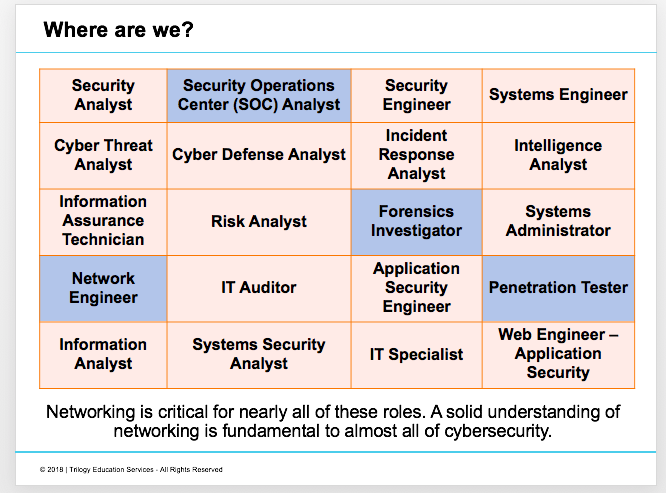 Where are we?
Security
Analyst
Security Operations
Center (SOC) Analyst
Security
Engineer
Systems Engineer
Cyber Threat
Analyst
Cyber Defense Analyst
Incident
Response
Analyst
Intelligence
Analyst
Information
Assurance
Technician
Risk Analyst
Forensics
Investigator
Systems
Administrator
Network
Engineer
IT Auditor
Application
Security
Engineer
Penetration Tester
Information
Analyst
Systems Security
Analyst
IT Specialist
Web Engineer –
Application
Security
Networking is critical for nearly all of these roles. A solid understanding of
networking is fundamental to almost all of cybersecurity.
© 2018 | Trilogy Education Services - All Rights Reserved